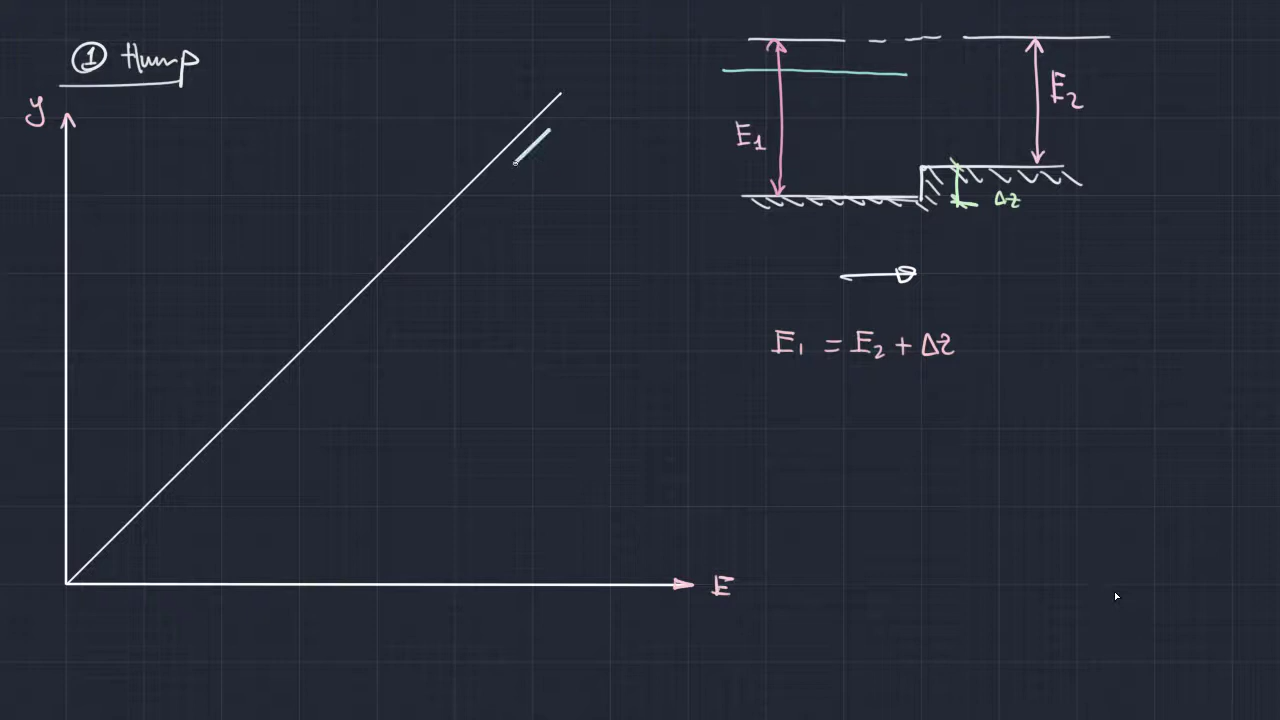 ① Hump
y
E
E₁
E₂
Δz
E₁ = E₂ + Δz